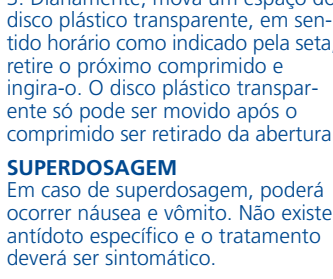 3. Diariamente, mova um espaço do
disco plástico transparente, em sen-
tido horário como indicado pela seta,
retire o próximo comprimido e
ingira-o. O disco plástico transpar-
ente só pode ser movido após o
comprimido ser retirado da abertura
SUPERDOSAGEM
Em caso de superdosagem, poderá
ocorrer náusea e vômito. Não existe
antídoto específico e o tratamento
deverá ser sintomático.